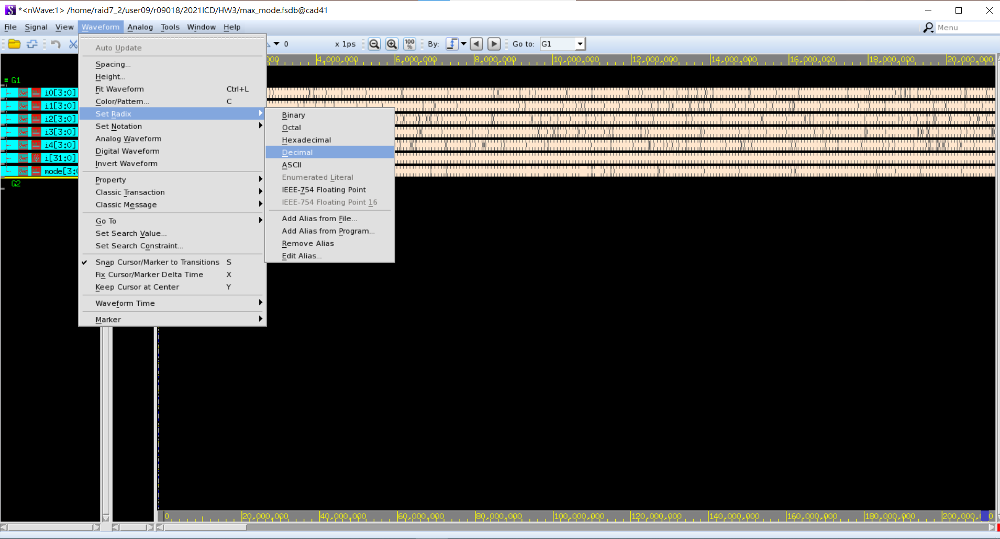 *<nWave:1> /home/raid7_2/user09/r09018/2021ICD/HW3/max_mode.fsdb@cad41
File Signal View Waveform Analog Tools Window Help Menu
0 x 1ps 100 % By: Go to: G1
Auto Update
Spacing...
Height...
Fit Waveform Ctrl+L
Color/Pattern... C
Set Radix
Set Notation
Analog Waveform
Digital Waveform
Invert Waveform
Property
Classic Transaction
Classic Message
Go To
Set Search Value...
Set Search Constraint...
Snap Cursor/Marker to Transitions S
Fix Cursor/Marker Delta Time X
Keep Cursor at Center Y
Waveform Time
Marker
Binary
Octal
Hexadecimal
Decimal
ASCII
Enumerated Literal
IEEE-754 Floating Point
IEEE-754 Floating Point 16
Add Alias from File...
Add Alias from Program...
Remove Alias
Edit Alias...
000 4,000,000 6,000,000 8,000,000 10,000,000 12,000,000 14,000,000 16,000,000 18,000,000 20,000,000
= G1
i0[3:0]
i1[3:0]
i2[3:0]
i3[3:0]
i4[3:0]
i[31:0]
mode[3:0
G2
0 20,000,000 40,000,000 60,000,000 80,000,000 100,000,000 120,000,000 140,000,000 160,000,000 180,000,000